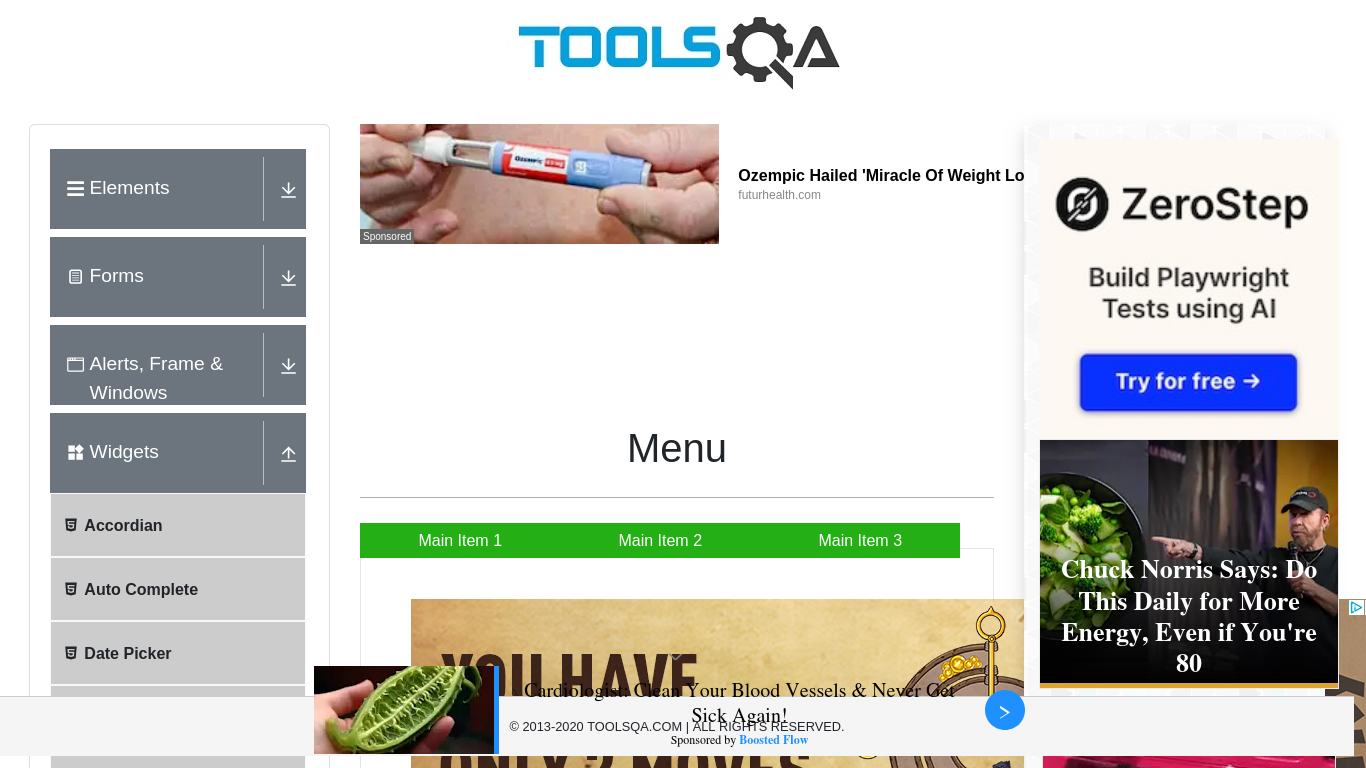 TOOLSQA
Elements
Forms
Alerts, Frame &
Windows
Widgets
Accordian
Auto Complete
Date Picker
OZEMPIC
Sponsored
Ozempic Hailed 'Miracle Of Weight Lo
futurhealth.com
Menu
Main Item 1
Main Item 2
Main Item 3
YOU HAVE
ONLY 2 MOVES
Cardiologist: Clean Your Blood Vessels & Never Get
Sick Again!
© 2013-2020 TOOLSQA.COM | ALL RIGHTS RESERVED.
Sponsored by Boosted Flow
ZeroStep
Build Playwright
Tests using AI
Try for free →
Chuck Norris Says: Do
This Daily for More
Energy, Even if You're
80